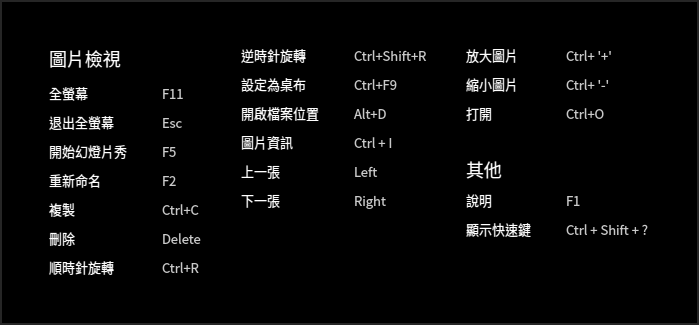 圖片檢視
全螢幕 F11
退出全螢幕 Esc
開始幻燈片秀 F5
重新命名 F2
複製 Ctrl+C
刪除 Delete
順時針旋轉 Ctrl+R
逆時針旋轉 Ctrl+Shift+R
設定為桌布 Ctrl+F9
開啟檔案位置 Alt+D
圖片資訊 Ctrl + I
上一張 Left
下一張 Right
放大圖片 Ctrl+ '+'
縮小圖片 Ctrl+ '-'
打開 Ctrl+O
其他
說明 F1
顯示快速鍵 Ctrl + Shift + ?